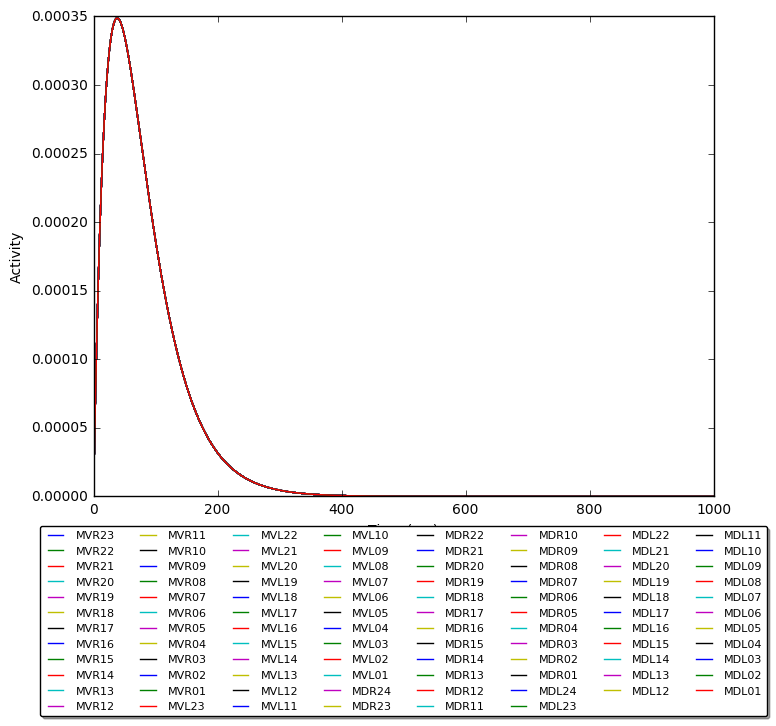 0.00035
0.00030
0.00025
0.00020
0.00015
0.00010
0.00005
0.00000
Activity
0 200 400 600 800 1000
MVR23 MVR11 MVL22 MVL10 MDR22 MDR10 MDL22 MDL11
MVR22 MVR10 MVL21 MVL09 MDR21 MDR09 MDL21 MDL10
MVR21 MVR09 MVL20 MVL08 MDR20 MDR08 MDL20 MDL09
MVR20 MVR08 MVL19 MVL07 MDR19 MDR07 MDL19 MDL08
MVR19 MVR07 MVL18 MVL06 MDR18 MDR06 MDL18 MDL07
MVR18 MVR06 MVL17 MVL05 MDR17 MDR05 MDL17 MDL06
MVR17 MVR05 MVL16 MVL04 MDR16 MDR04 MDL16 MDL05
MVR16 MVR04 MVL15 MVL03 MDR15 MDR03 MDL15 MDL04
MVR15 MVR03 MVL14 MVL02 MDR14 MDR02 MDL14 MDL03
MVR14 MVR02 MVL13 MVL01 MDR13 MDR01 MDL13 MDL02
MVR13 MVR01 MVL12 MDR24 MDR12 MDL24 MDL12 MDL01
MVR12 MVL23 MVL11 MDR23 MDR11 MDL23